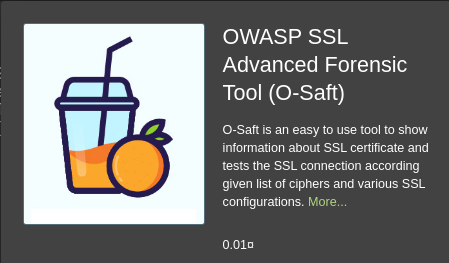 OWASP SSL
Advanced Forensic
Tool (O-Saft)
O-Saft is an easy to use tool to show
information about SSL certificate and
tests the SSL connection according
given list of ciphers and various SSL
configurations. More...
0.01¤